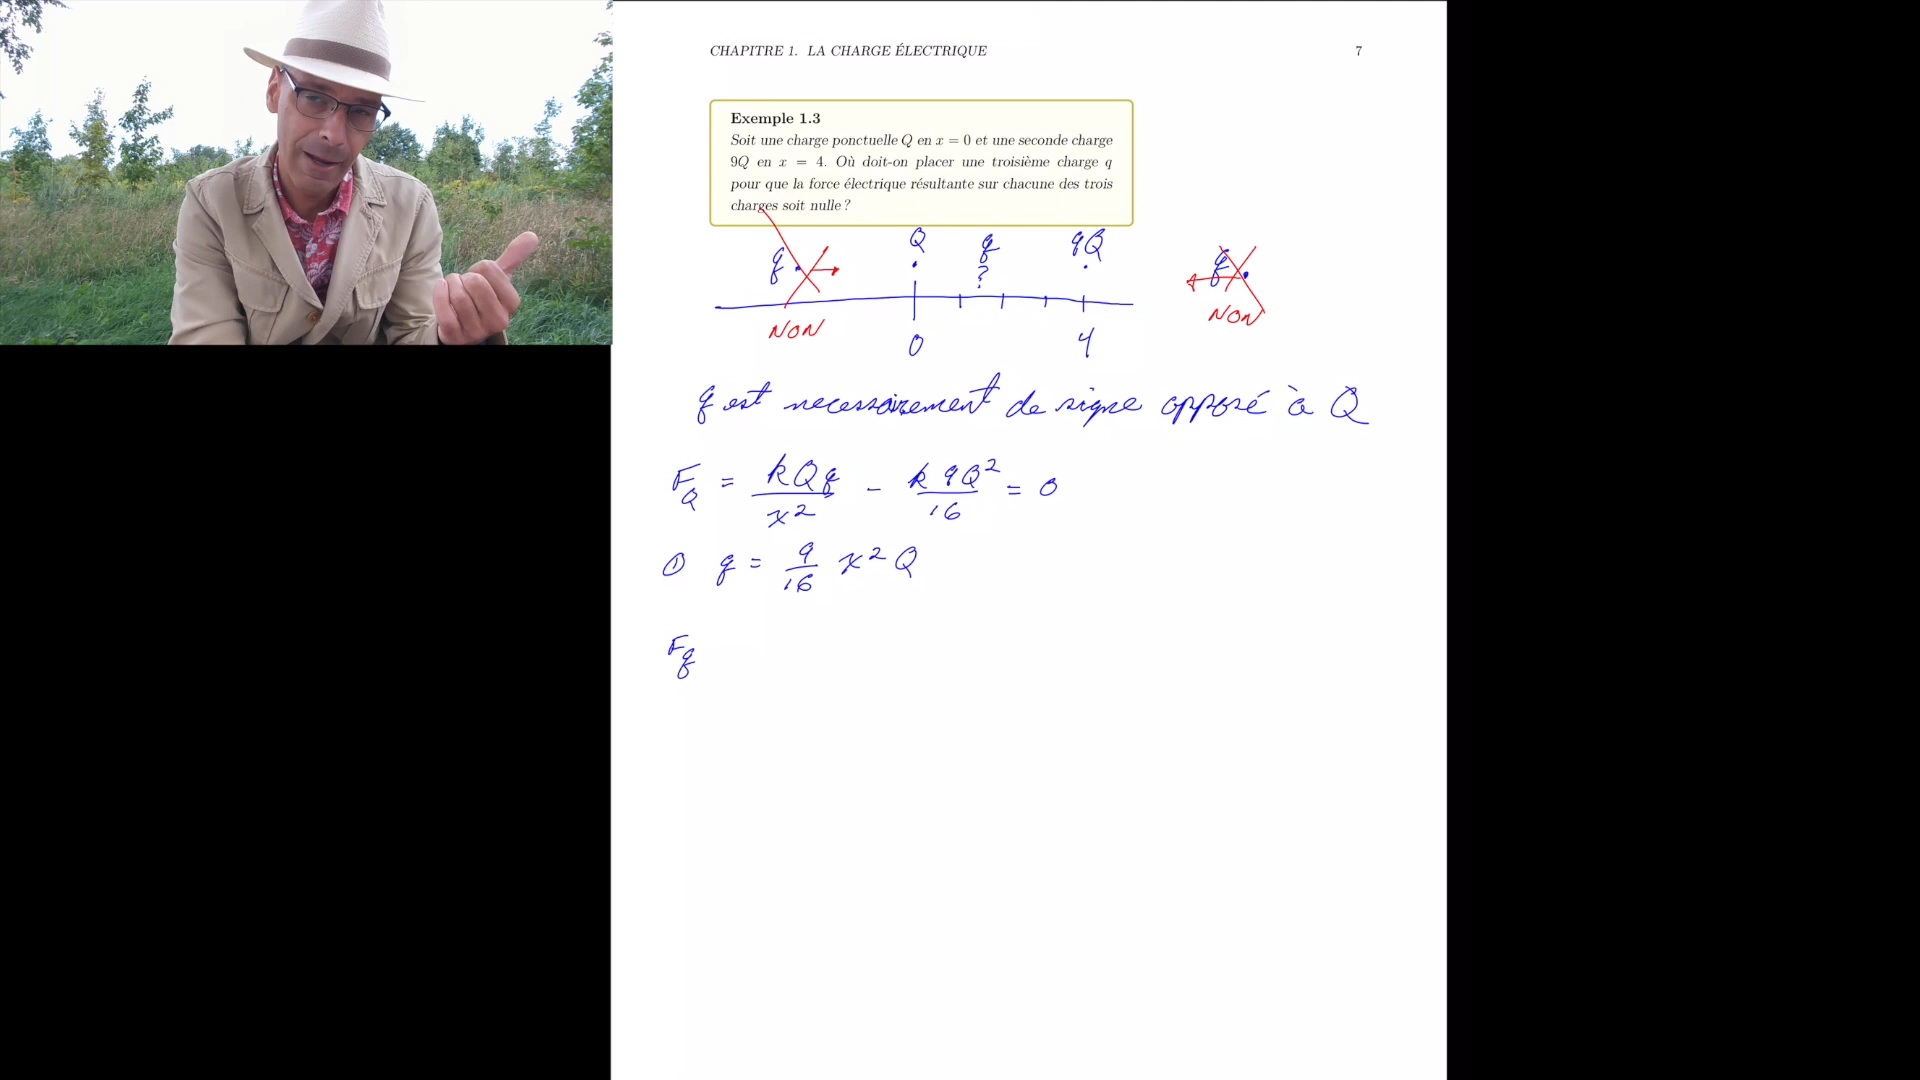 CHAPITRE 1. LA CHARGE ÉLECTRIQUE 7
Exemple 1.3
Soit une charge ponctuelle Q en x = 0 et une seconde charge
9Q en x = 4. Où doit-on placer une troisième charge q
pour que la force électrique résultante sur chacune des trois
charges soit nulle ?
q Q q 9Q q
?
NON NON
0 4
q est necessairement de signe opposé à Q
F_Q = kQq/x² - k9Q²/16 = 0
① q = 9/16 x² Q
F_q